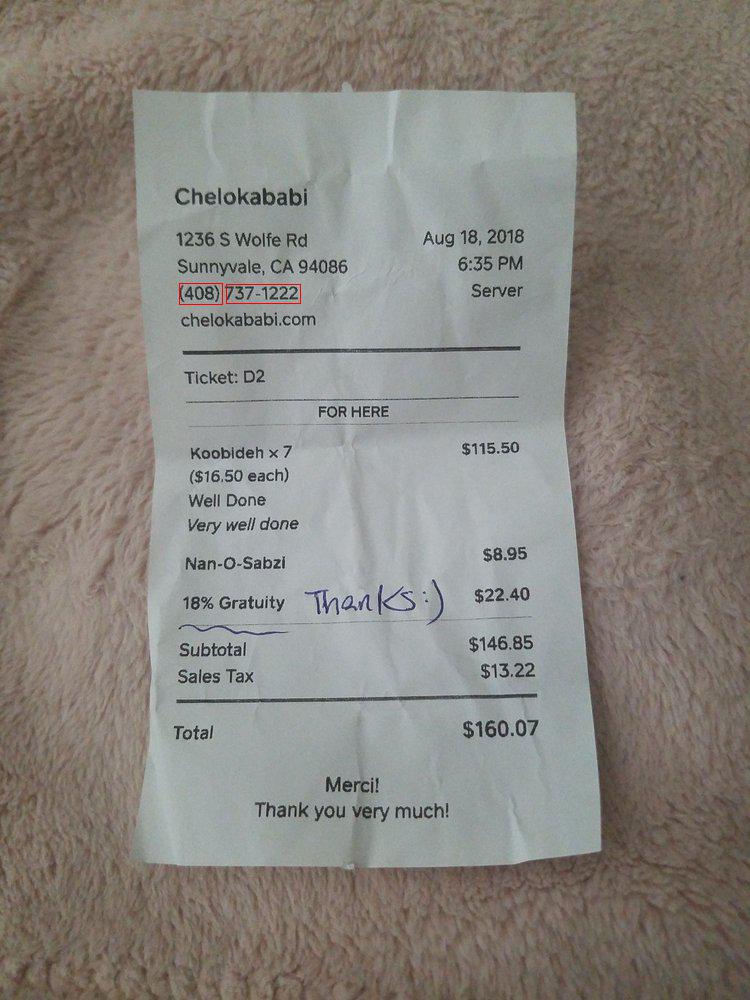 Chelokababi
1236 S Wolfe Rd Aug 18, 2018
Sunnyvale, CA 94086 6:35 PM
(408) 737-1222 Server
chelokababi.com
Ticket: D2
FOR HERE
Koobideh x 7 $115.50
($16.50 each)
Well Done
Very well done
Nan-O-Sabzi $8.95
18% Gratuity Thanks:) $22.40
Subtotal $146.85
Sales Tax $13.22
Total $160.07
Merci!
Thank you very much!